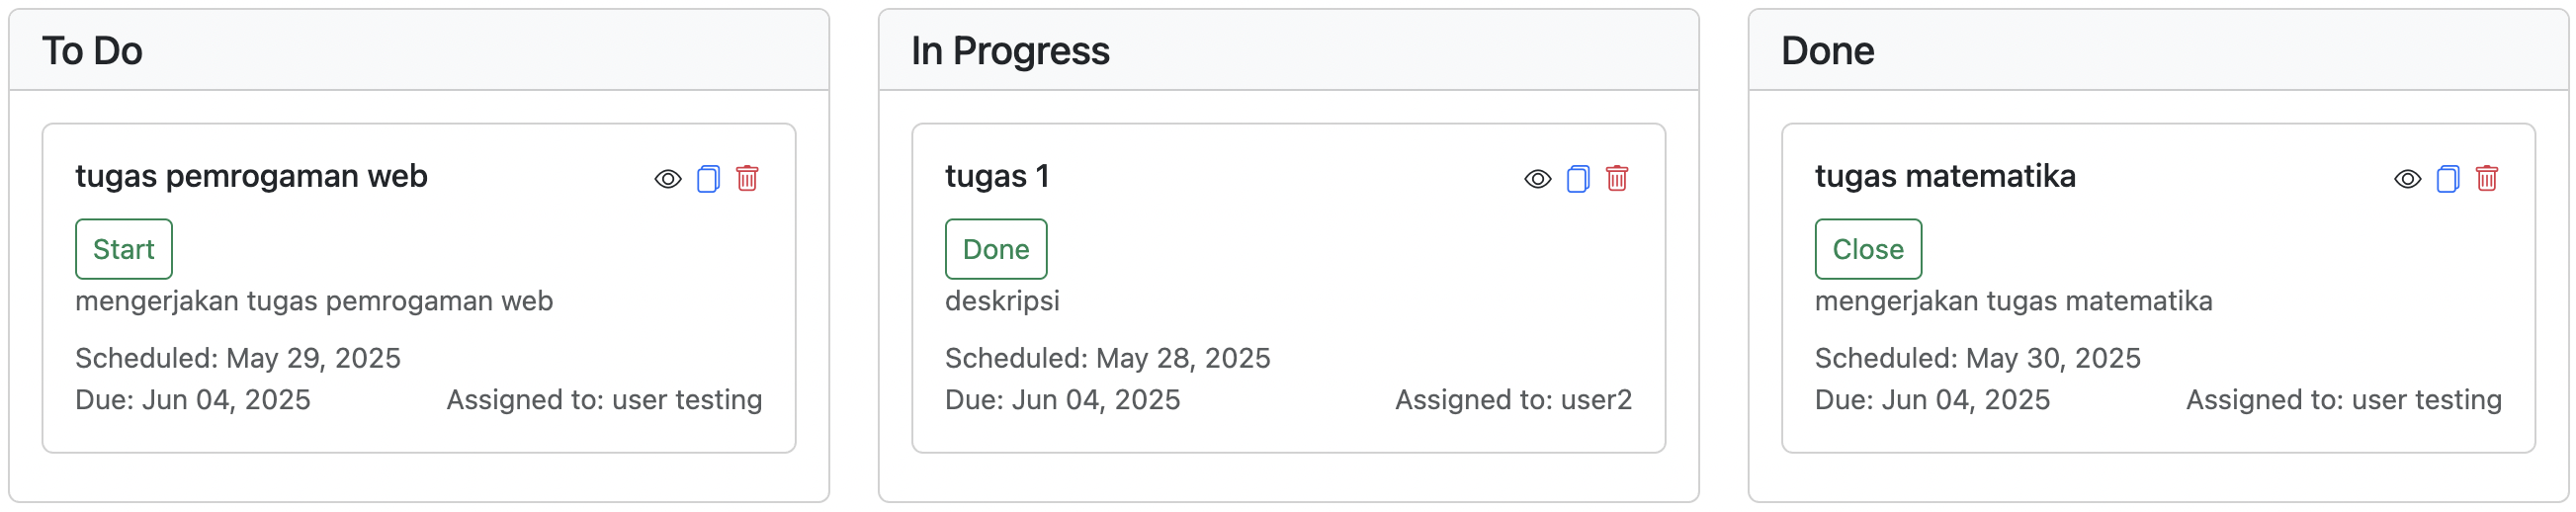 To Do
tugas pemrogaman web
Start
mengerjakan tugas pemrogaman web
Scheduled: May 29, 2025
Due: Jun 04, 2025
Assigned to: user testing
In Progress
tugas 1
Done
deskripsi
Scheduled: May 28, 2025
Due: Jun 04, 2025
Assigned to: user2
Done
tugas matematika
Close
mengerjakan tugas matematika
Scheduled: May 30, 2025
Due: Jun 04, 2025
Assigned to: user testing